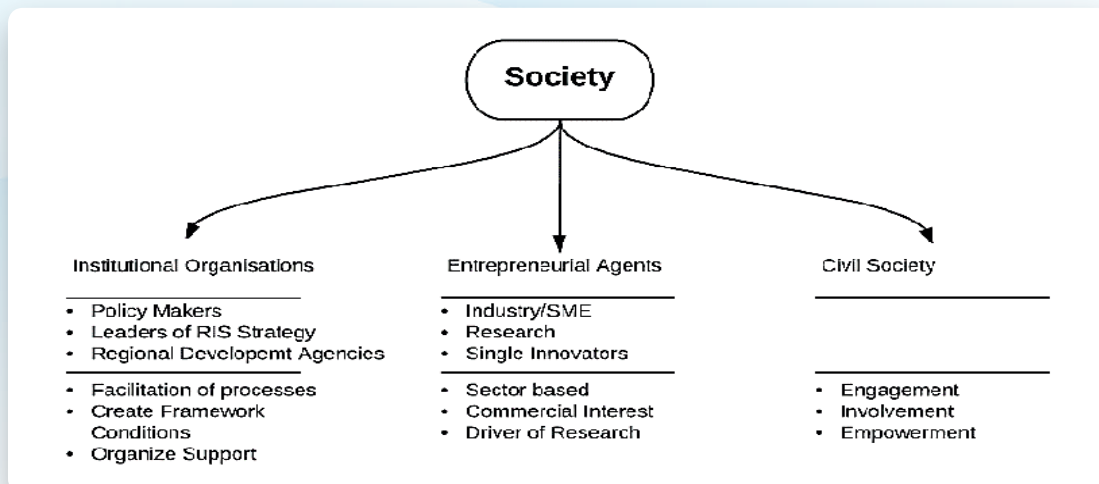 Society
Institutional Organisations
• Policy Makers
• Leaders of RIS Strategy
• Regional Developemt Agencies
• Facilitation of processes
• Create Framework
Conditions
• Organize Support
Entrepreneurial Agents
• Industry/SME
• Research
• Single Innovators
• Sector based
• Commercial Interest
• Driver of Research
Civil Society
• Engagement
• Involvement
• Empowerment